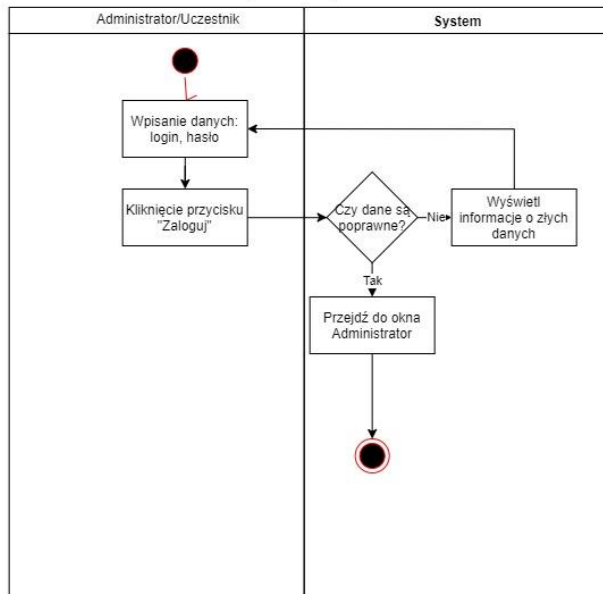 Administrator/Uczestnik
System
Wpisanie danych:
login, hasło
Kliknięcie przycisku
"Zaloguj"
Czy dane są
poprawne?
Nie
Wyświetl
informacje o złych
danych
Tak
Przejdź do okna
Administrator